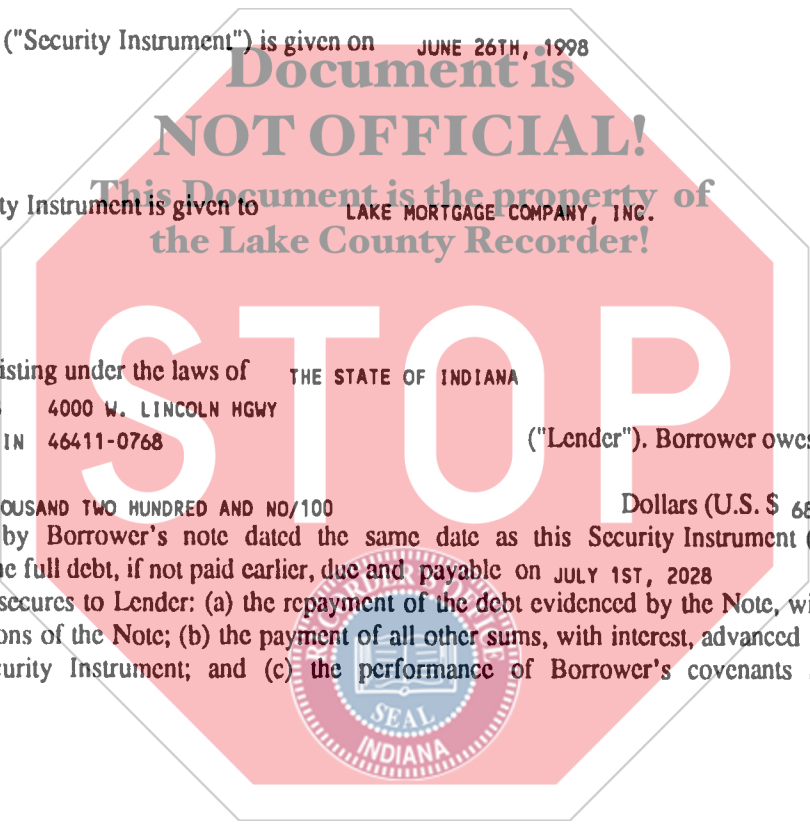 ("Security Instrument") is given on JUNE 26TH, 1998
Document is
NOT OFFICIAL!
This Document is the property of
ty Instrument is given to LAKE MORTGAGE COMPANY, INC.
the Lake County Recorder!
STOP
isting under the laws of THE STATE OF INDIANA
4000 W. LINCOLN HGWY
IN 46411-0768 ("Lender"). Borrower owes
OUSAND TWO HUNDRED AND NO/100 Dollars (U.S. $ 68
by Borrower's note dated the same date as this Security Instrument (
e full debt, if not paid earlier, due and payable on JULY 1ST, 2028
secures to Lender: (a) the repayment of the debt evidenced by the Note, wi
ons of the Note; (b) the payment of all other sums, with interest, advanced
curity Instrument; and (c) the performance of Borrower's covenants
RECORDER'S OFFICE
SEAL
INDIANA